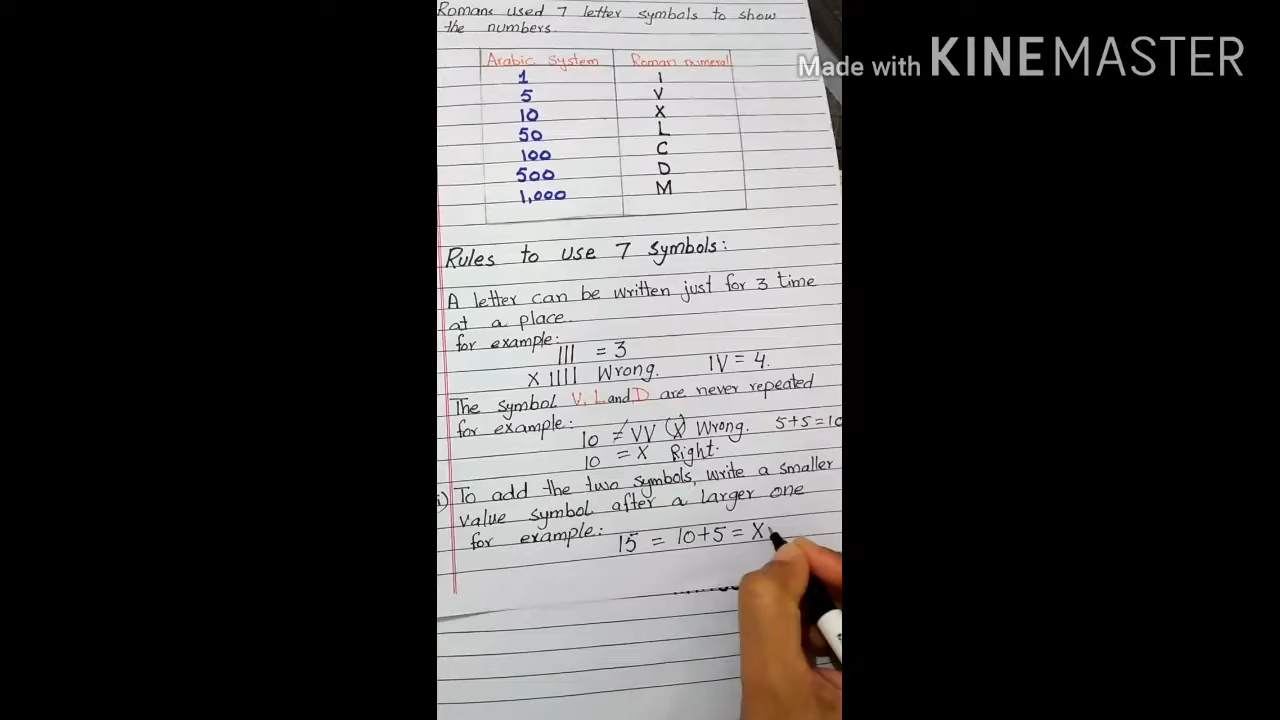 Romans used 7 letter symbols to show
the numbers.
Made with KINEMASTER
Arabic System Roman numeral
1 I
5 V
10 X
50 L
100 C
500 D
1,000 M
Rules to use 7 symbols:
A letter can be written just for 3 time
at a place.
for example:
III = 3
X IIII Wrong. IV = 4.
The symbol V, L and D are never repeated
for example:
10 ≠ VV (X) Wrong. 5+5=10
10 = X Right.
i) To add the two symbols, write a smaller
value symbol after a larger one
for example:
15 = 10+5 = X